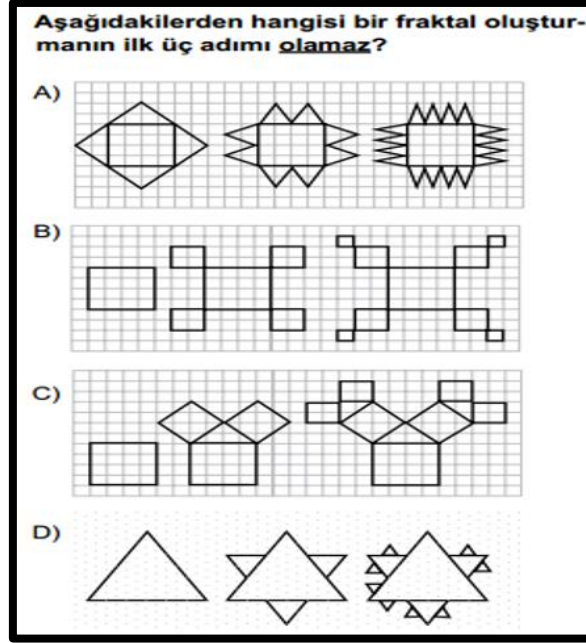 Aşağıdakilerden hangisi bir fraktal oluştur-
manın ilk üç adımı olamaz?
A)
B)
C)
D)